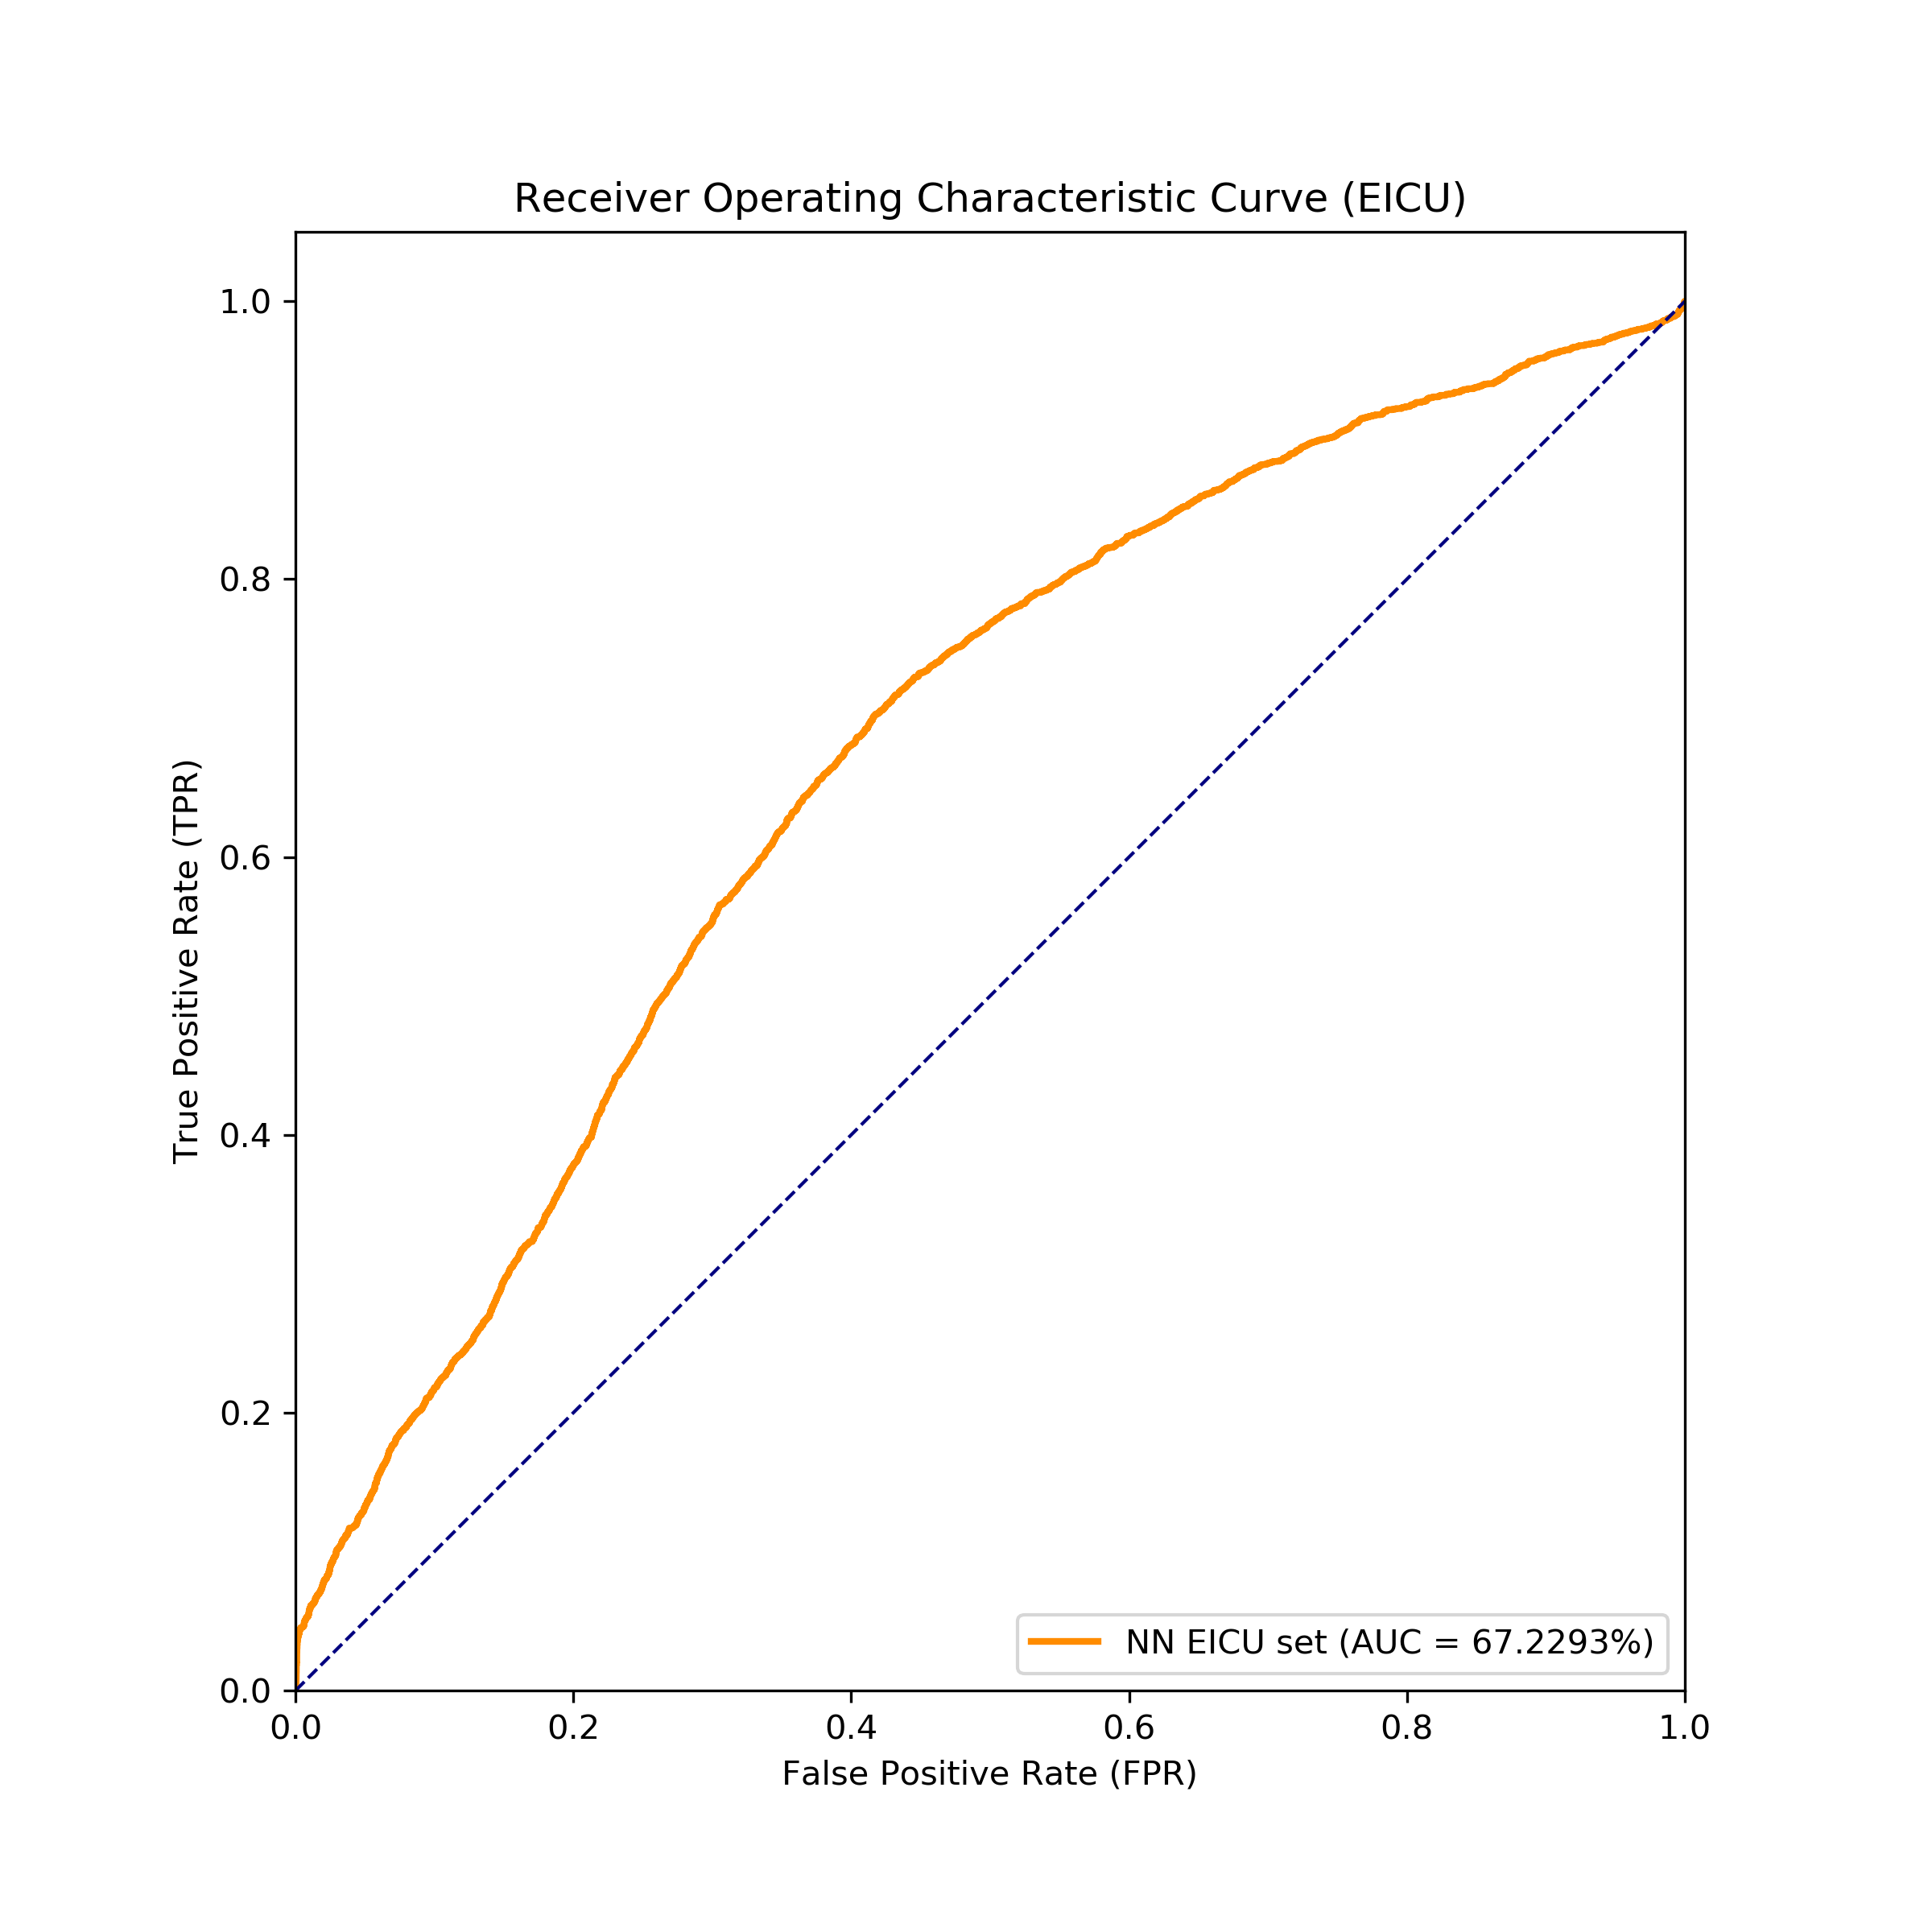 Receiver Operating Characteristic Curve (EICU)
1.0
0.8
0.6
0.4
0.2
0.0
True Positive Rate (TPR)
NN EICU set (AUC = 67.2293%)
0.0 0.2 0.4 0.6 0.8 1.0
False Positive Rate (FPR)